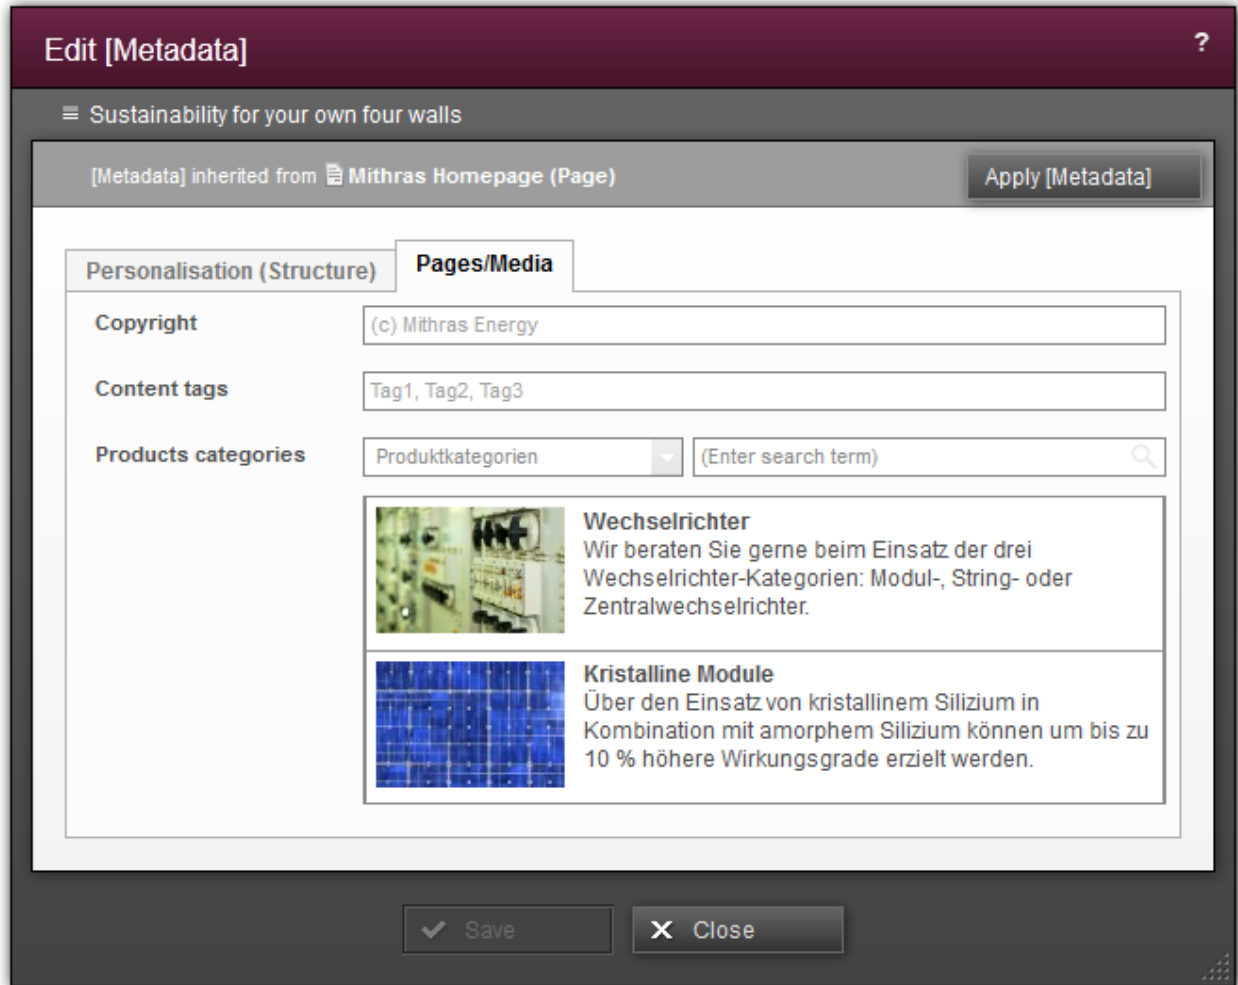 Edit [Metadata]
?
Sustainability for your own four walls
[Metadata] inherited from Mithras Homepage (Page)
Apply [Metadata]
Personalisation (Structure)
Pages/Media
Copyright
(c) Mithras Energy
Content tags
Tag1, Tag2, Tag3
Products categories
Produktkategorien
(Enter search term)
Wechselrichter
Wir beraten Sie gerne beim Einsatz der drei
Wechselrichter-Kategorien: Modul-, String- oder
Zentralwechselrichter.
Kristalline Module
Über den Einsatz von kristallinem Silizium in
Kombination mit amorphem Silizium können um bis zu
10 % höhere Wirkungsgrade erzielt werden.
Save
Close